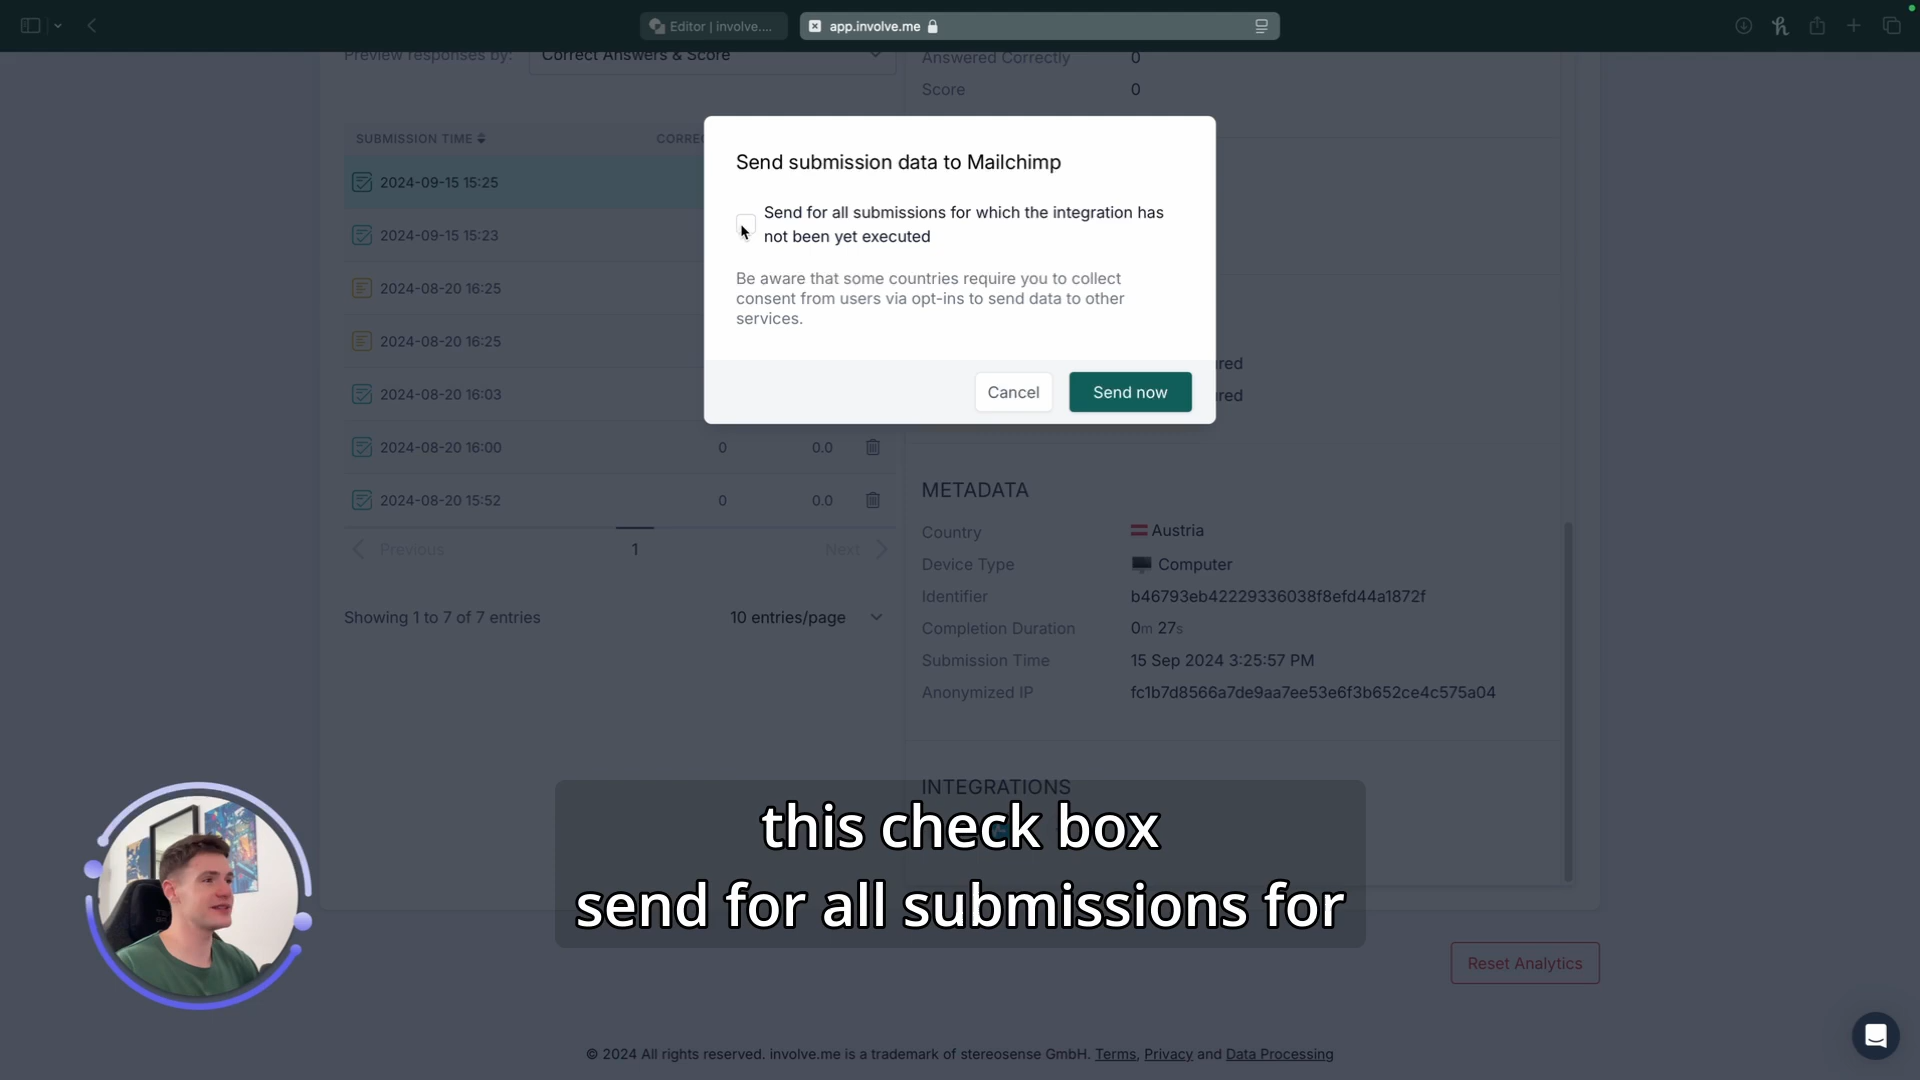 Editor | involve....
app.involve.me
Preview responses by:
Correct Answers & Score
Answered Correctly 0
Score 0
SUBMISSION TIME
2024-09-15 15:25
2024-09-15 15:23
2024-08-20 16:25
2024-08-20 16:25
2024-08-20 16:03
2024-08-20 16:00 0 0.0
2024-08-20 15:52 0 0.0
Previous 1 Next
Showing 1 to 7 of 7 entries
10 entries/page
Send submission data to Mailchimp
Send for all submissions for which the integration has
not been yet executed
Be aware that some countries require you to collect
consent from users via opt-ins to send data to other
services.
Cancel
Send now
METADATA
Country Austria
Device Type Computer
Identifier b46793eb42229336038f8efd44a1872f
Completion Duration 0m 27s
Submission Time 15 Sep 2024 3:25:57 PM
Anonymized IP fc1b7d8566a7de9aa7ee53e6f3b652ce4c575a04
INTEGRATIONS
this check box
send for all submissions for
Reset Analytics
© 2024 All rights reserved. involve.me is a trademark of stereosense GmbH. Terms, Privacy and Data Processing